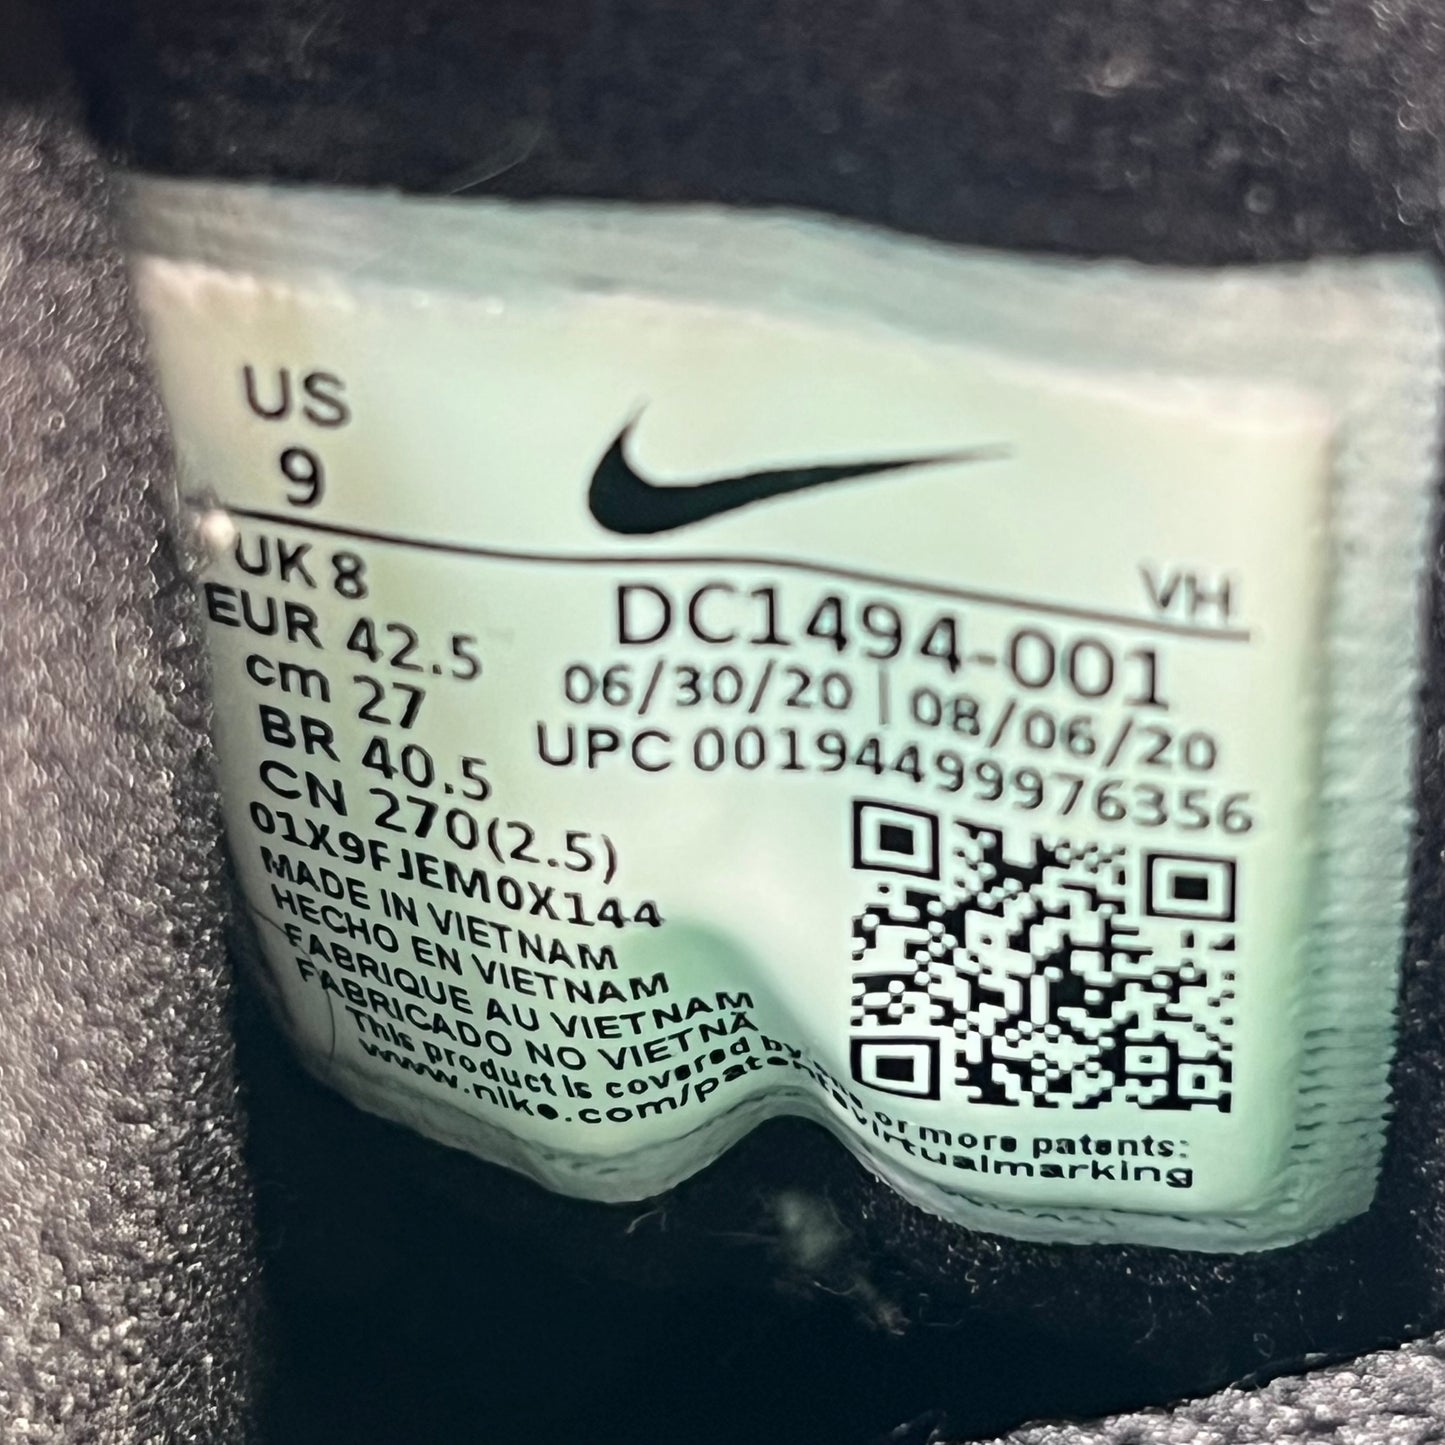 US
9
VH
UK 8
EUR 42.5
cm 27
BR 40.5
CN 270(2.5)
01X9FJEM0X144
MADE IN VIETNAM
HECHO EN VIETNAM
FABRIQUE AU VIETNAM
FABRICADO NO VIETNÃ
DC1494-001
06/30/20 | 08/06/20
UPC 00194499976356
This product is covered by one or more patents:
www.nike.com/patents virtualmarking